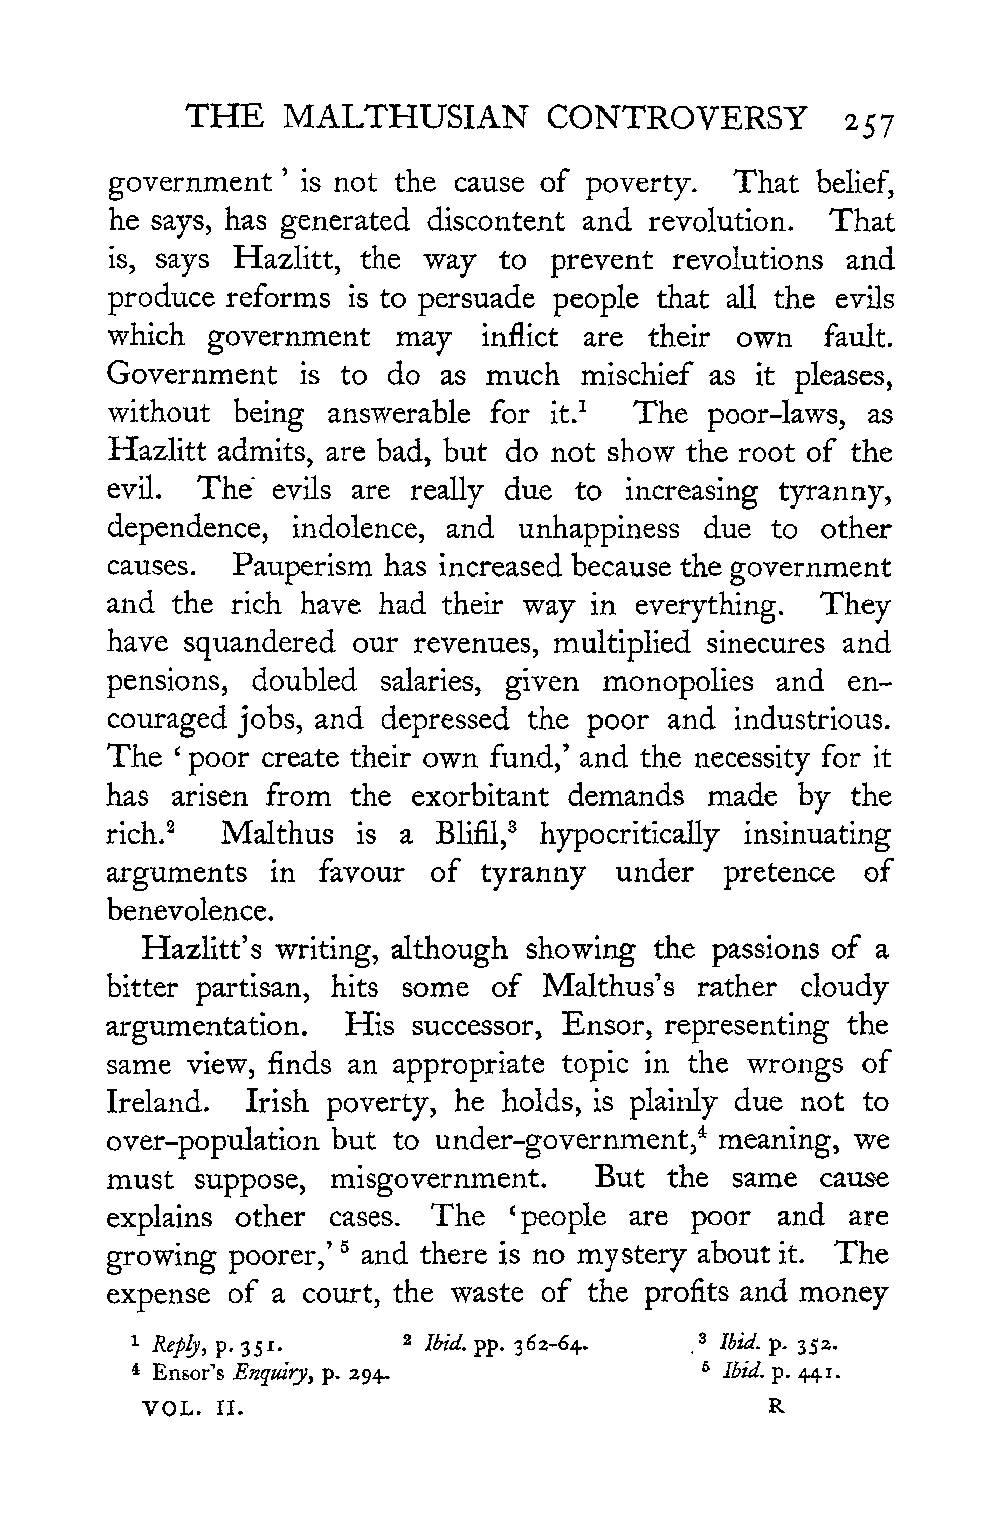 THE MALTHUSIAN CONTROVERSY 257
government ’ is not the cause of poverty. That belief,
he says, has generated discontent and revolution. That
is, says Hazlitt, the way to prevent revolutions and
produce reforms is to persuade people that all the evils
which government may inflict are their own fault.
Government is to do as much mischief as it pleases,
without being answerable for it.¹ The poor-laws, as
Hazlitt admits, are bad, but do not show the root of the
evil. The evils are really due to increasing tyranny,
dependence, indolence, and unhappiness due to other
causes. Pauperism has increased because the government
and the rich have had their way in everything. They
have squandered our revenues, multiplied sinecures and
pensions, doubled salaries, given monopolies and en-
couraged jobs, and depressed the poor and industrious.
The ‘ poor create their own fund,’ and the necessity for it
has arisen from the exorbitant demands made by the
rich.² Malthus is a Blifil,³ hypocritically insinuating
arguments in favour of tyranny under pretence of
benevolence.
Hazlitt’s writing, although showing the passions of a
bitter partisan, hits some of Malthus’s rather cloudy
argumentation. His successor, Ensor, representing the
same view, finds an appropriate topic in the wrongs of
Ireland. Irish poverty, he holds, is plainly due not to
over-population but to under-government,⁴ meaning, we
must suppose, misgovernment. But the same cause
explains other cases. The ‘people are poor and are
growing poorer,’ ⁵ and there is no mystery about it. The
expense of a court, the waste of the profits and money
¹ Reply, p. 351. ² Ibid. pp. 362-64. ³ Ibid. p. 352.
⁴ Ensor’s Enquiry, p. 294. ⁵ Ibid. p. 441.
VOL. II. R